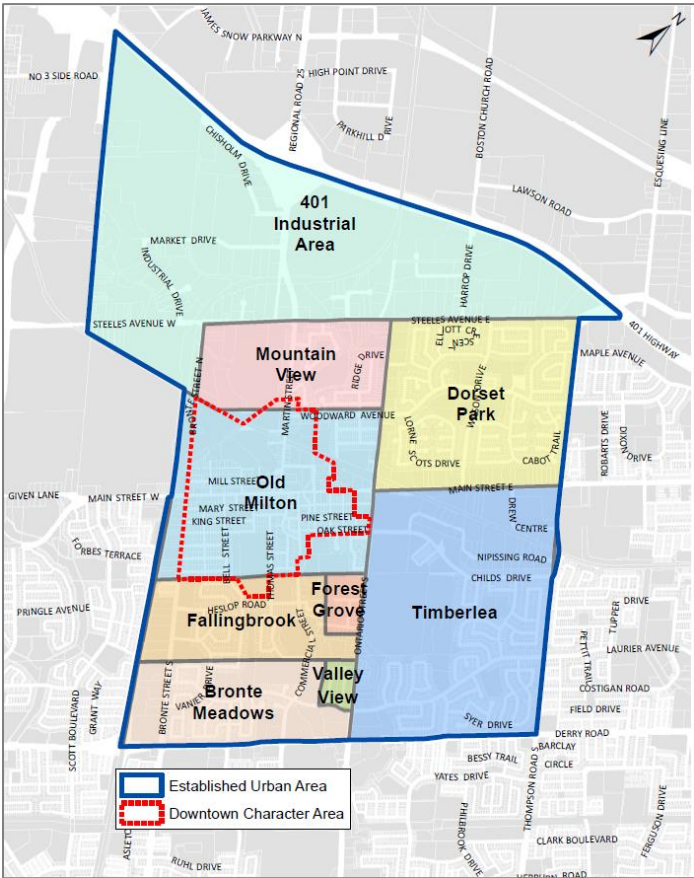 JAMES SNOW PARKWAY N
N
NO 3 SIDE ROAD
REGIONAL ROAD 25
HIGH POINT DRIVE
BOSTON CHURCH ROAD
PARKHILL DRIVE
ESQUESING LINE
CHISHOLM DRIVE
LAWSON ROAD
401
Industrial
Area
MARKET DRIVE
INDUSTRIAL DRIVE
HARROP DRIVE
STEELES AVENUE W
STEELES AVENUE E
401 HIGHWAY
ELLIOTT CRESCENT
Mountain
View
RIDGE DRIVE
MAPLE AVENUE
BRONTE STREET N
MARTIN STREET
WOODWARD AVENUE
Dorset
Park
LORNE SCOTS DRIVE
CABOT TRAIL
ROBARTS DRIVE
DIXON DRIVE
MILL STREET
Old
Milton
GIVEN LANE
MAIN STREET W
MAIN STREET E
MARY STREET
KING STREET
PINE STREET
OAK STREET
DREW CENTRE
FORBES TERRACE
BELL STREET
THOMAS STREET
NIPISSING ROAD
CHILDS DRIVE
PRINGLE AVENUE
HESLOP ROAD
Fallingbrook
Forest
Grove
ONTARIO STREET S
Timberlea
TUPPER DRIVE
COMMERCIAL STREET
PETTIT TRAIL
LAURIER AVENUE
Valley
View
COSTIGAN ROAD
SCOTT BOULEVARD
GRANT WAY
BRONTE STREET S
VANIER DRIVE
Bronte
Meadows
FIELD DRIVE
SYER DRIVE
DERRY ROAD
BARCLAY
CIRCLE
BESSY TRAIL
YATES DRIVE
THOMPSON ROAD S
Established Urban Area
Downtown Character Area
PHILBROOK DRIVE
CLARK BOULEVARD
FERGUSON DRIVE
RUHL DRIVE